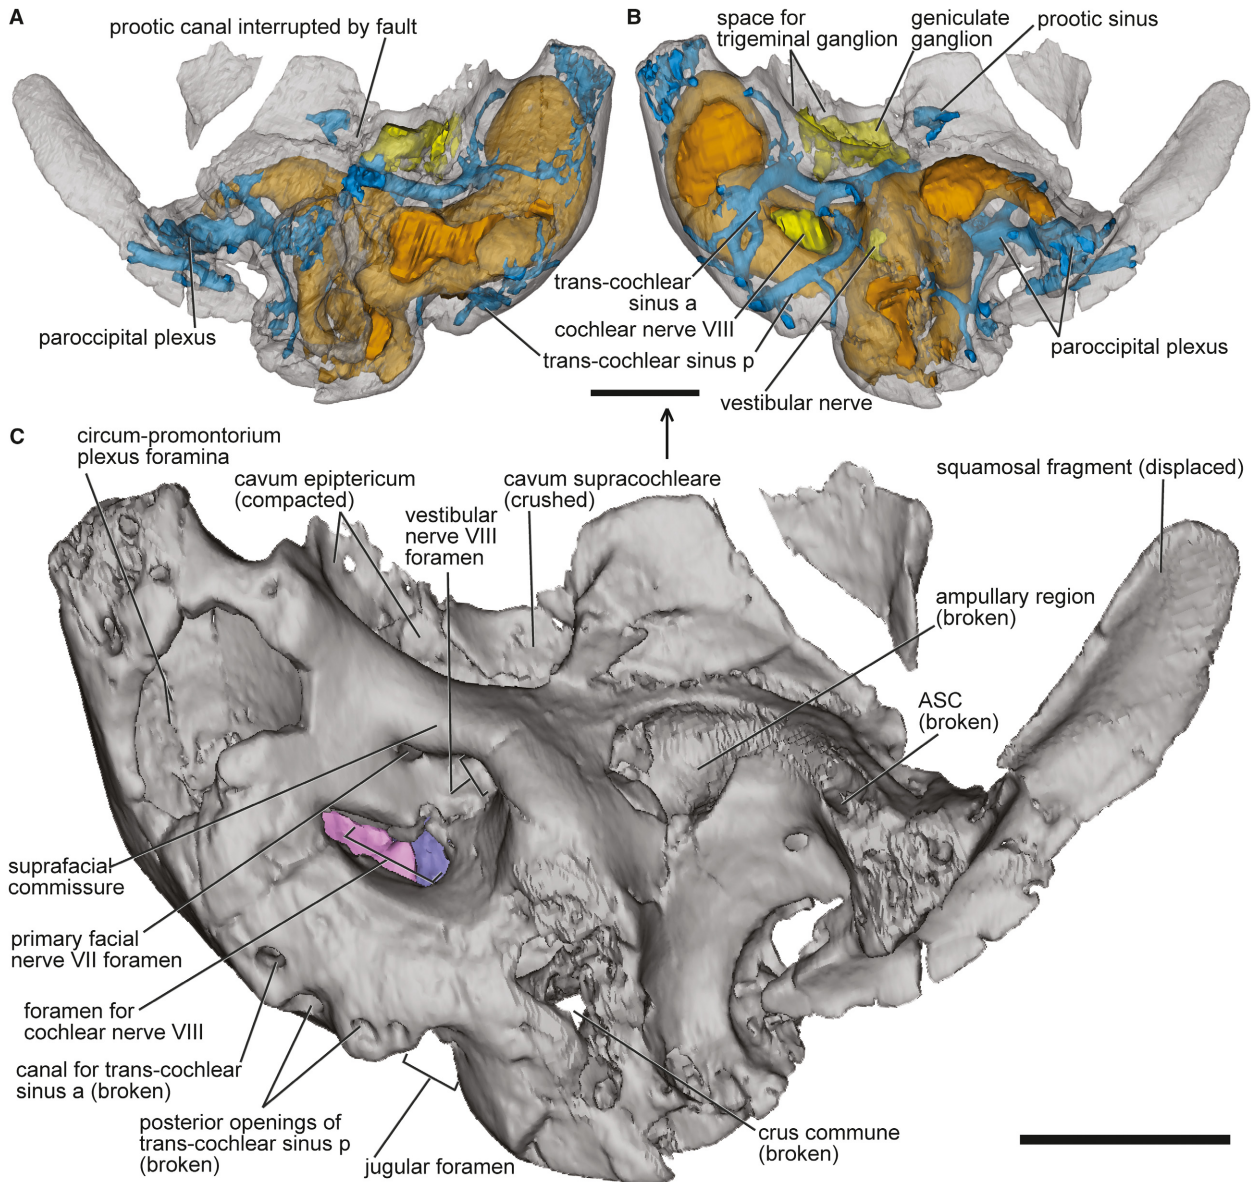 A
prootic canal interrupted by fault
paroccipital plexus
B
space for
trigeminal ganglion
geniculate
ganglion
prootic sinus
trans-cochlear
sinus a
cochlear nerve VIII
trans-cochlear sinus p
vestibular nerve
paroccipital plexus
C
circum-promontorium
plexus foramina
cavum epiptericum
(compacted)
vestibular
nerve VIII
foramen
cavum supracochleare
(crushed)
squamosal fragment (displaced)
ampullary region
(broken)
ASC
(broken)
suprafacial
commissure
primary facial
nerve VII foramen
foramen for
cochlear nerve VIII
canal for trans-cochlear
sinus a (broken)
posterior openings of
trans-cochlear sinus p
(broken)
jugular foramen
crus commune
(broken)